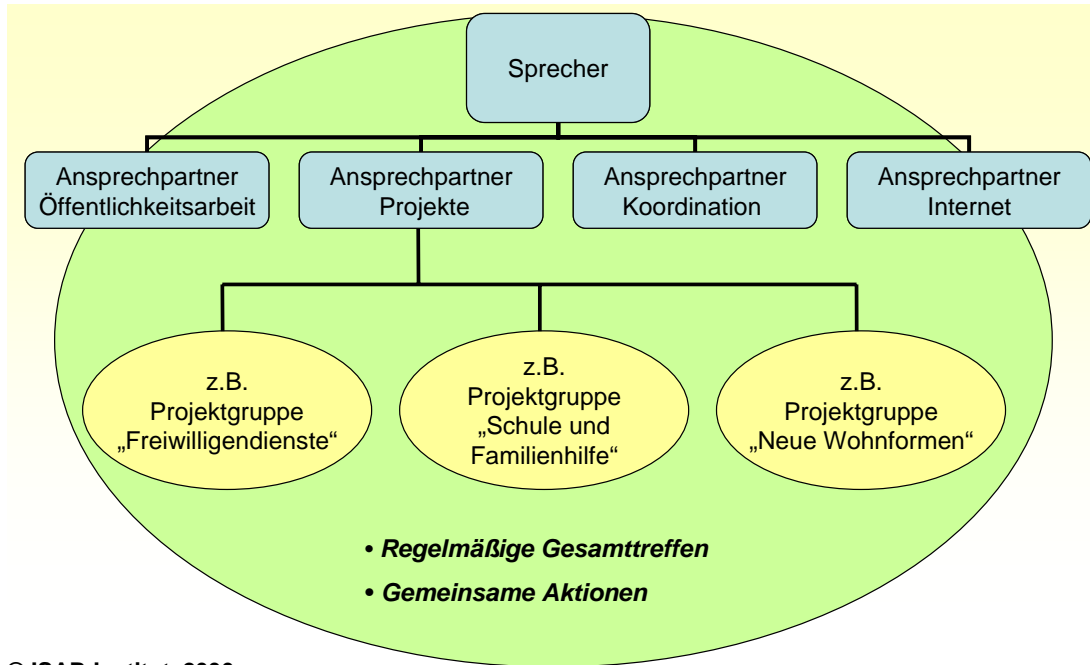 Sprecher
Ansprechpartner
Öffentlichkeitsarbeit
Ansprechpartner
Projekte
Ansprechpartner
Koordination
Ansprechpartner
Internet
z.B.
Projektgruppe
„Freiwilligendienste“
z.B.
Projektgruppe
„Schule und
Familienhilfe“
z.B.
Projektgruppe
„Neue Wohnformen“
• Regelmäßige Gesamttreffen
• Gemeinsame Aktionen